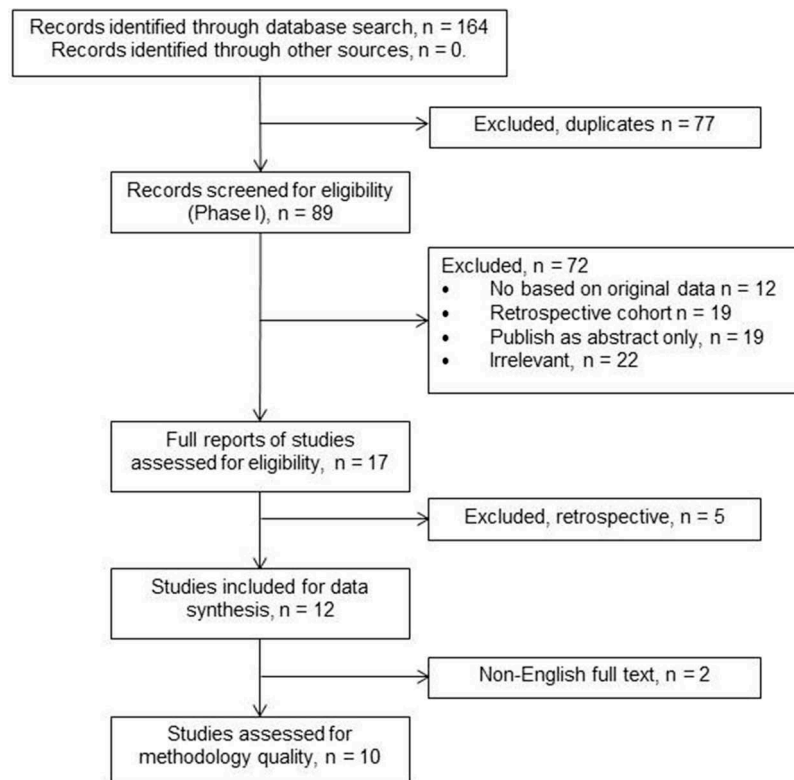 Records identified through database search, n = 164
Records identified through other sources, n = 0.
Excluded, duplicates n = 77
Records screened for eligibility
(Phase I), n = 89
Excluded, n = 72
• No based on original data n = 12
• Retrospective cohort n = 19
• Publish as abstract only, n = 19
• Irrelevant, n = 22
Full reports of studies
assessed for eligibility, n = 17
Excluded, retrospective, n = 5
Studies included for data
synthesis, n = 12
Non-English full text, n = 2
Studies assessed for
methodology quality, n = 10